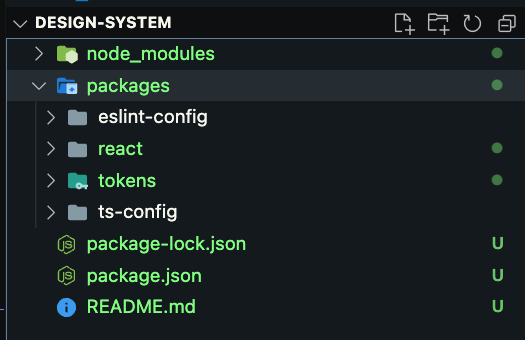 DESIGN-SYSTEM
node_modules
packages
eslint-config
react
tokens
ts-config
package-lock.json U
package.json U
README.md U